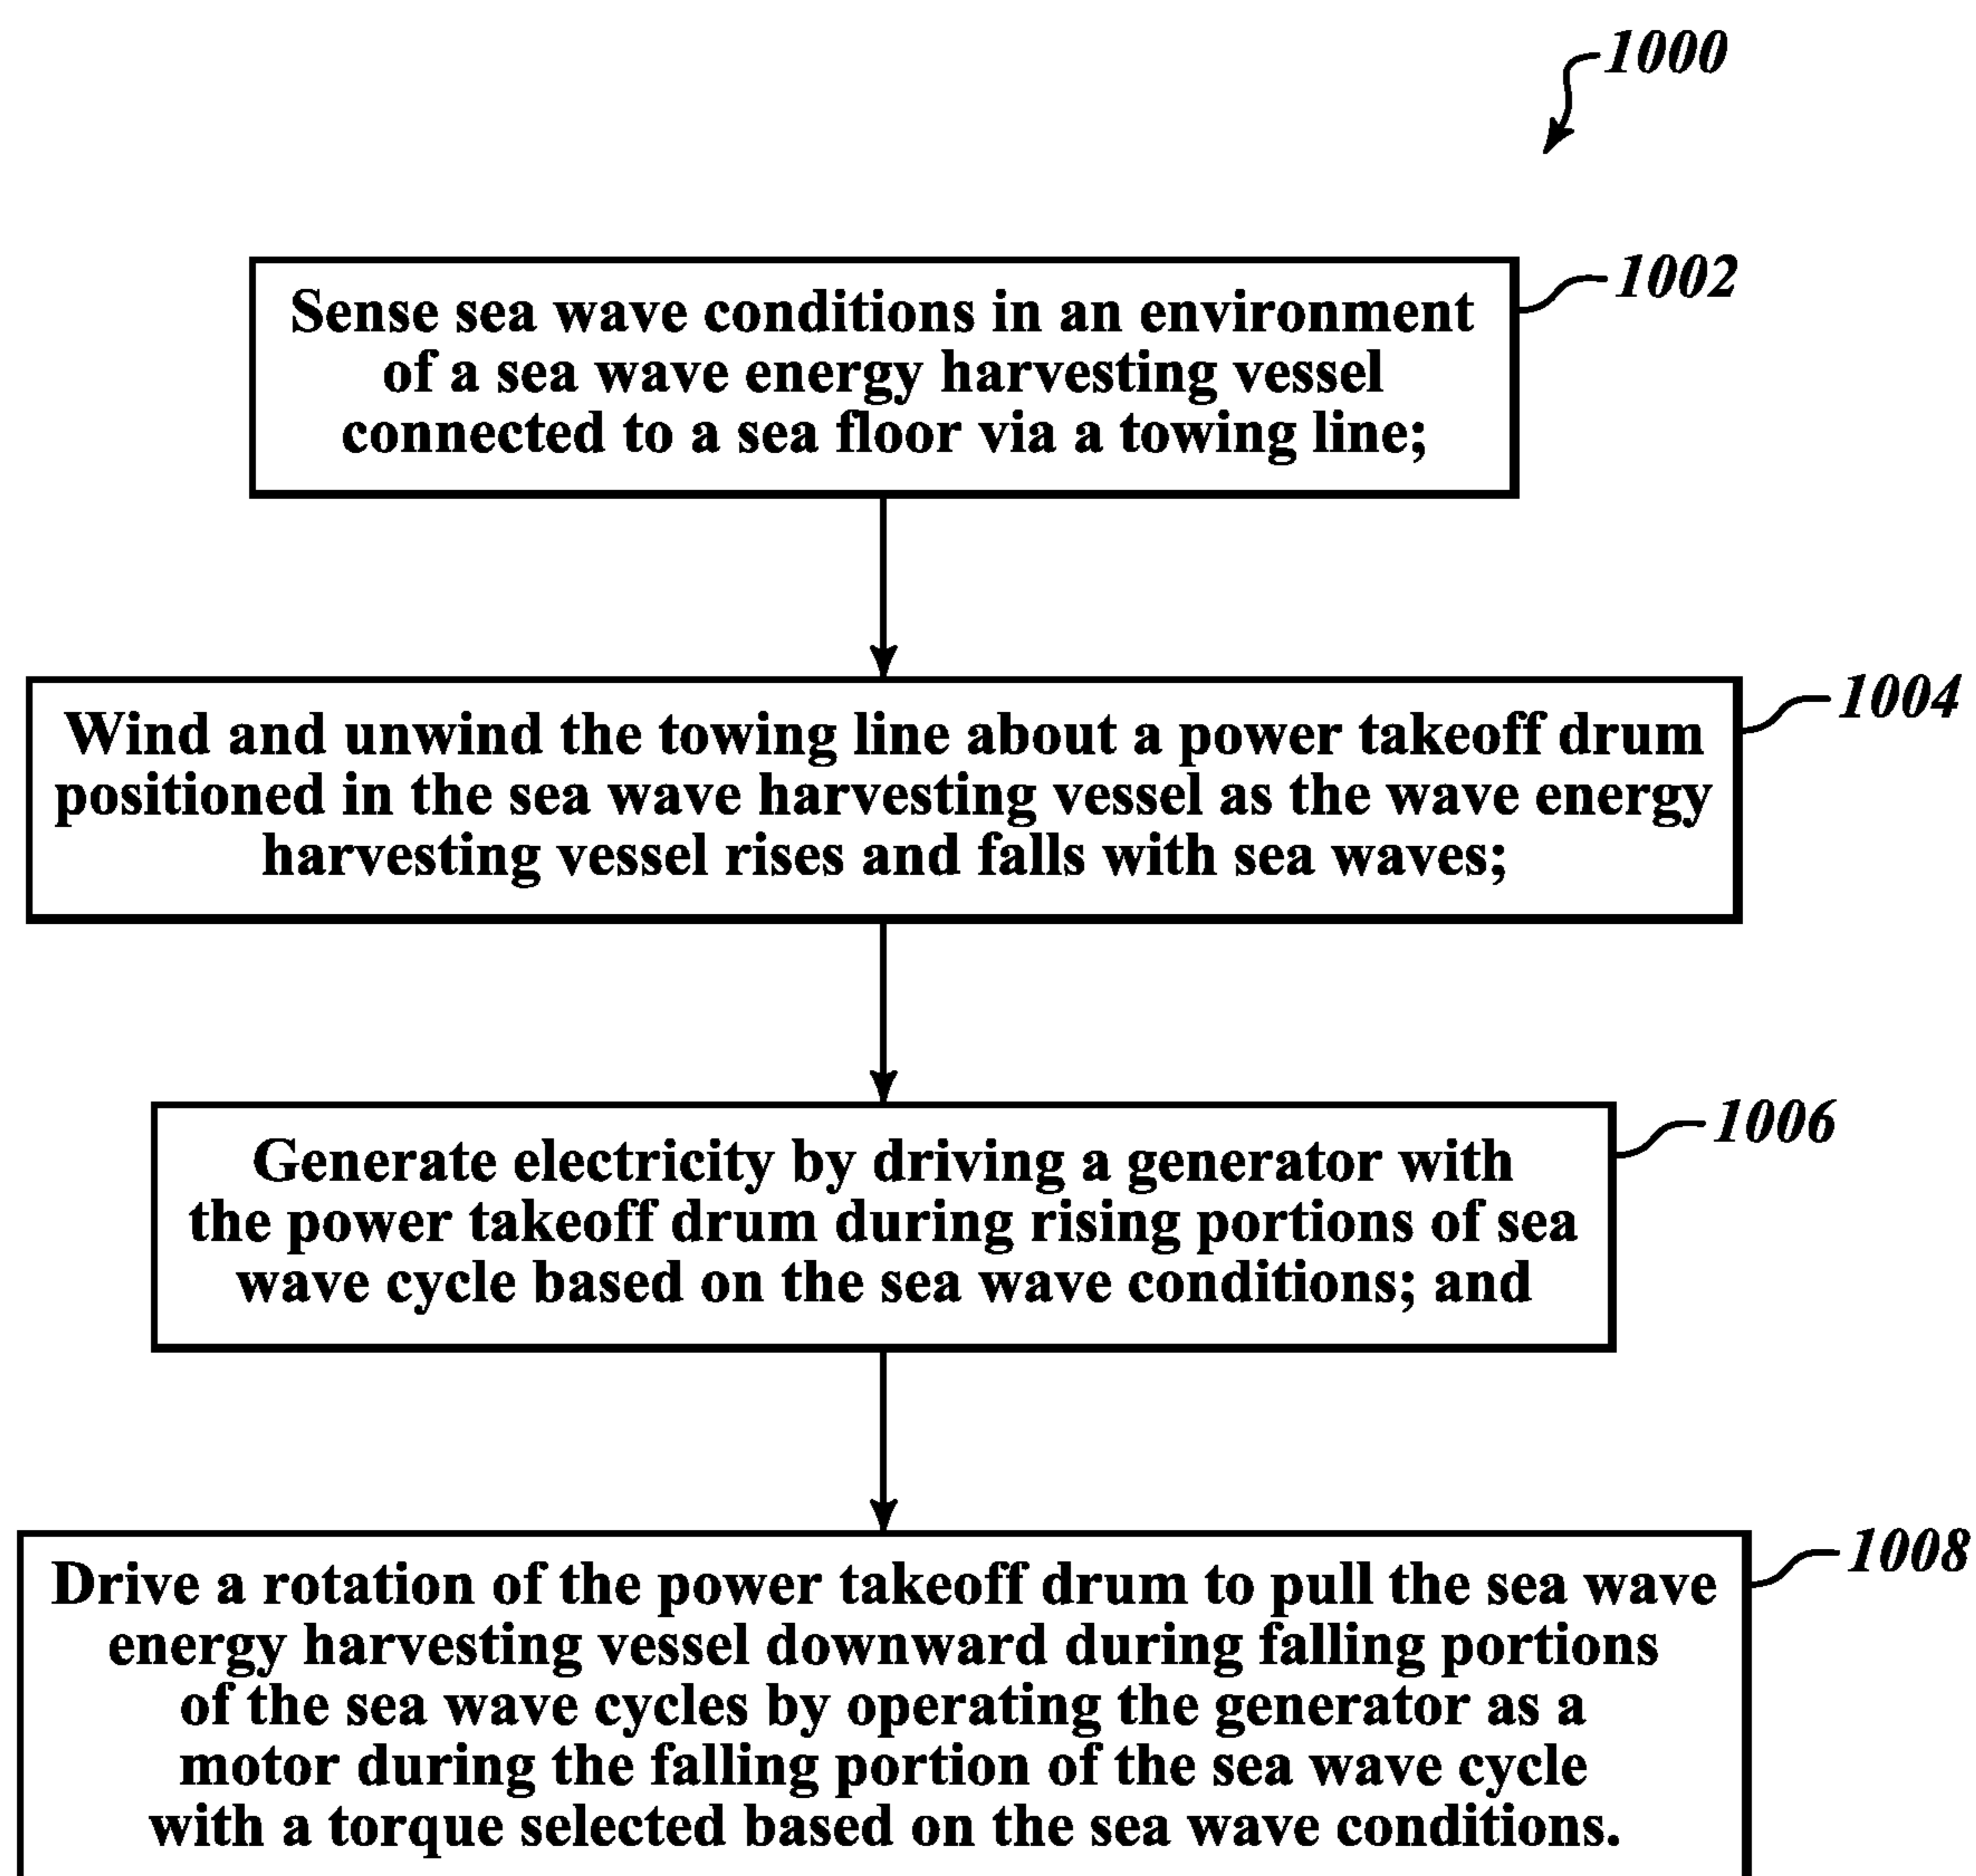 1000
1002
Sense sea wave conditions in an environment
of a sea wave energy harvesting vessel
connected to a sea floor via a towing line;
1004
Wind and unwind the towing line about a power takeoff drum
positioned in the sea wave harvesting vessel as the wave energy
harvesting vessel rises and falls with sea waves;
1006
Generate electricity by driving a generator with
the power takeoff drum during rising portions of sea
wave cycle based on the sea wave conditions; and
1008
Drive a rotation of the power takeoff drum to pull the sea wave
energy harvesting vessel downward during falling portions
of the sea wave cycles by operating the generator as a
motor during the falling portion of the sea wave cycle
with a torque selected based on the sea wave conditions.